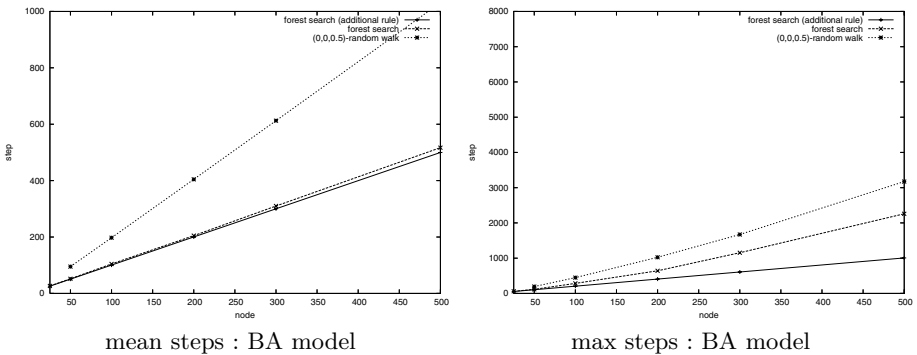 forest search (additional rule)
forest search
(0,0,0.5)-random walk
1000
800
600
400
200
0
step
50 100 150 200 250 300 350 400 450 500
node
mean steps : BA model
forest search (additional rule)
forest search
(0,0,0.5)-random walk
8000
7000
6000
5000
4000
3000
2000
1000
0
step
50 100 150 200 250 300 350 400 450 500
node
max steps : BA model